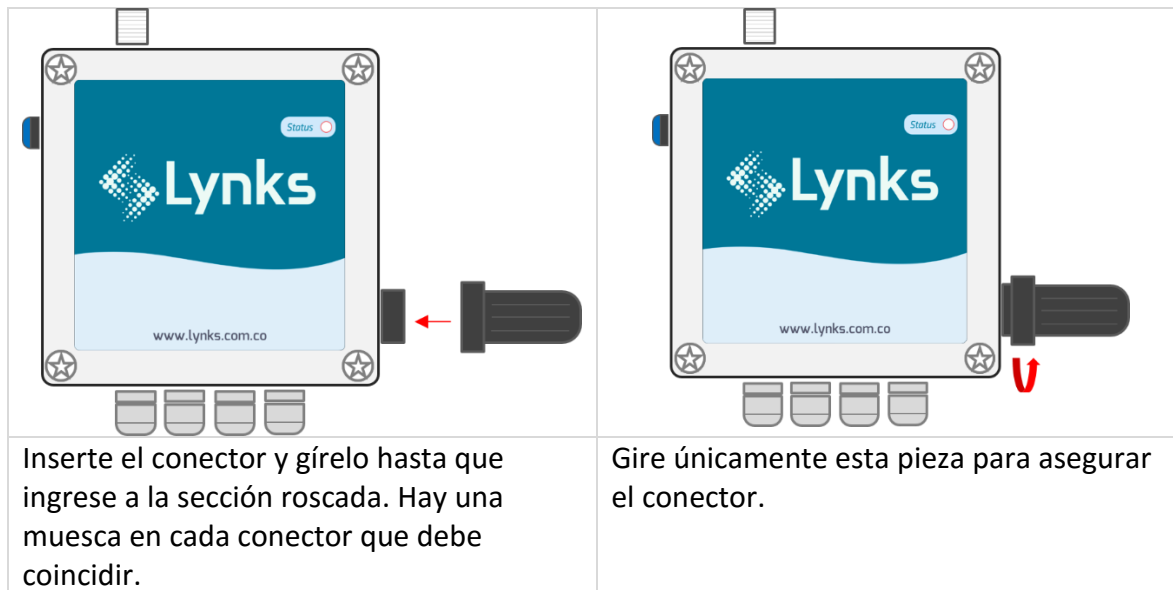 Status
Lynks
www.lynks.com.co
Status
Lynks
www.lynks.com.co
Inserte el conector y gírelo hasta que
ingrese a la sección roscada. Hay una
muesca en cada conector que debe
coincidir.
Gire únicamente esta pieza para asegurar
el conector.